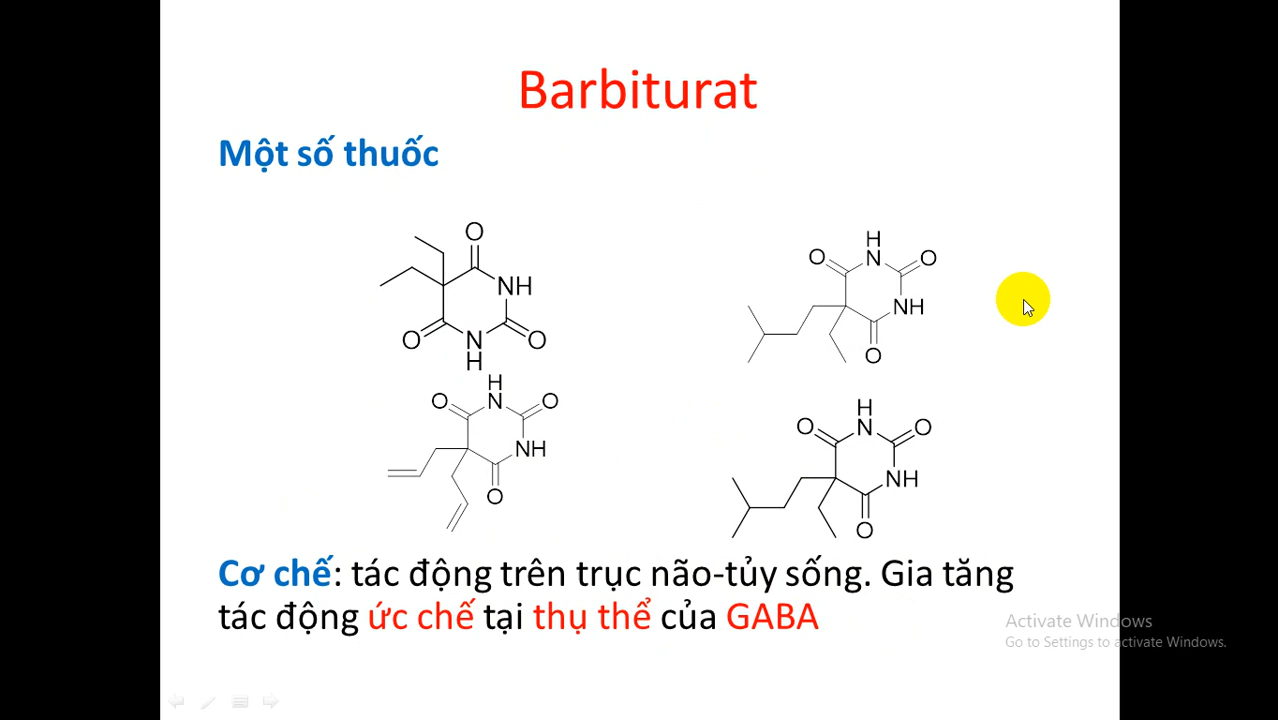 Barbiturat
Một số thuốc
O
NH
O
N
H
O
H
N
O
O
NH
O
H
N
O
O
NH
O
H
N
O
O
NH
O
Cơ chế: tác động trên trục não-tủy sống. Gia tăng
tác động ức chế tại thụ thể của GABA
Activate Windows
Go to Settings to activate Windows.